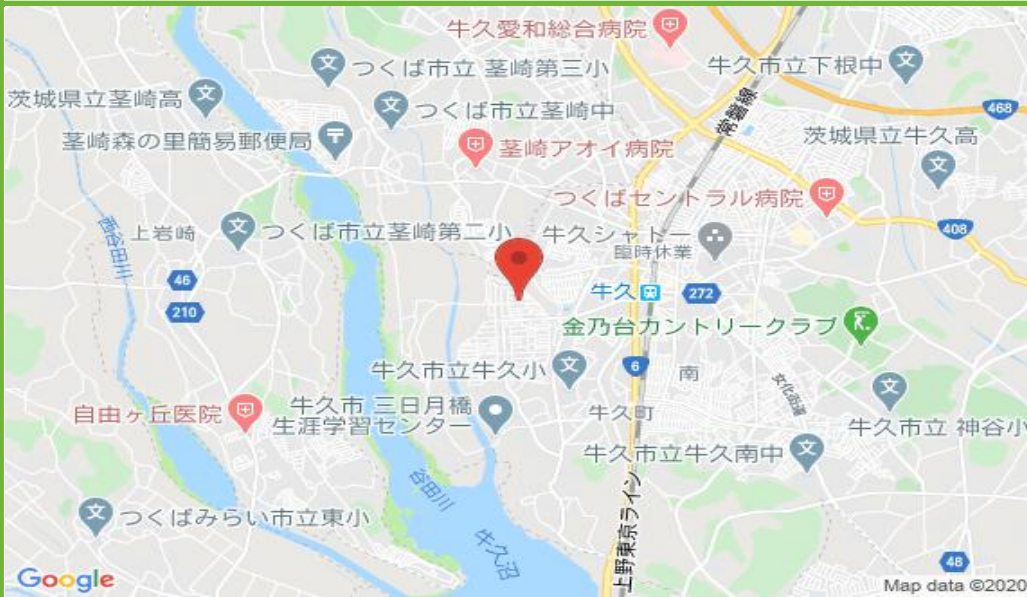 牛久愛和総合病院
つくば市立 茎崎第三小
牛久市立下根中
茨城県立茎崎高
つくば市立茎崎中
468
茎崎森の里簡易郵便局
茎崎アオイ病院
茨城県立牛久高
つくばセントラル病院
西谷田川
上岩崎
つくば市立茎崎第二小
牛久シャトー
臨時休業
408
46
210
牛久
272
金乃台カントリークラブ
牛久市立牛久小
6
南
女化街道
自由ヶ丘医院
牛久市 三日月橋
生涯学習センター
牛久町
牛久市立 神谷小
牛久市立牛久南中
谷田川
つくばみらい市立東小
牛久沼
上野東京ライン
48
Google
Map data ©2020